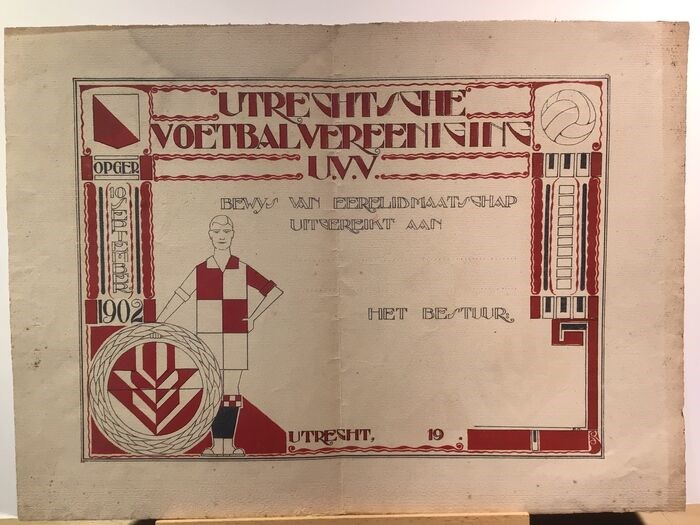 UTRECHTSCHE
VOETBALVEREENIGING
U.V.V.
OPGER
10
SEPTEMBER
1902
BEWYS VAN EERELIDMAATSCHAP
UITGEREIKT AAN
HET BESTUUR:
UTRECHT, 19 .